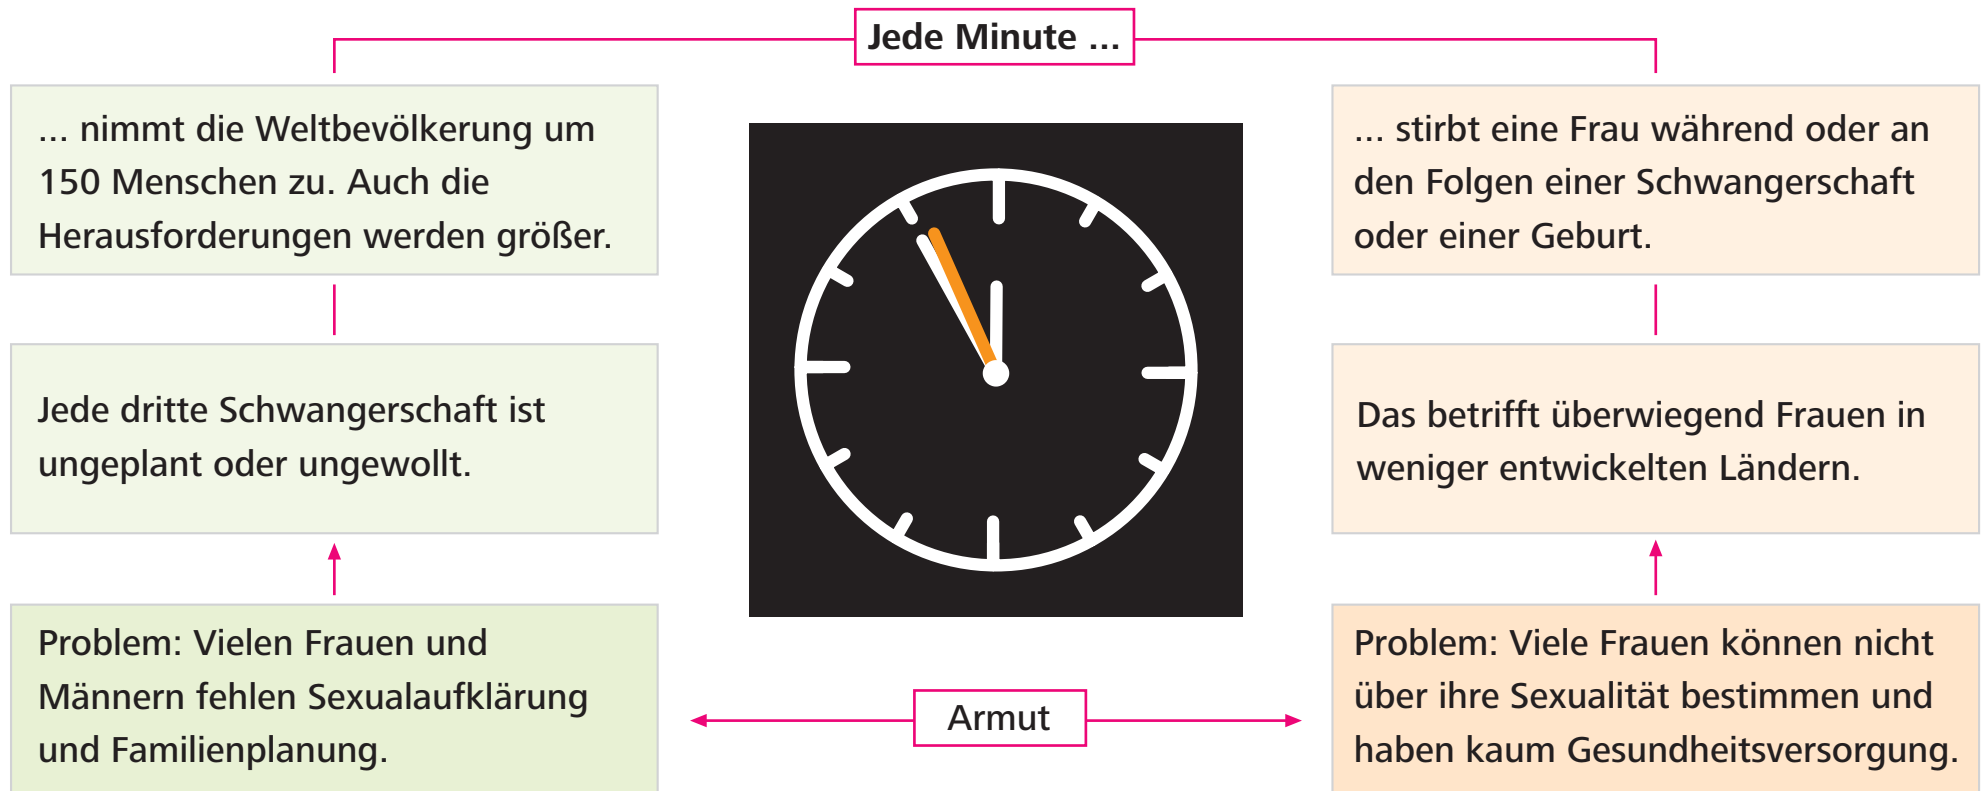 Jede Minute ...
... nimmt die Weltbevölkerung um
150 Menschen zu. Auch die
Herausforderungen werden größer.
Jede dritte Schwangerschaft ist
ungeplant oder ungewollt.
Problem: Vielen Frauen und
Männern fehlen Sexualaufklärung
und Familienplanung.
... stirbt eine Frau während oder an
den Folgen einer Schwangerschaft
oder einer Geburt.
Das betrifft überwiegend Frauen in
weniger entwickelten Ländern.
Problem: Viele Frauen können nicht
über ihre Sexualität bestimmen und
haben kaum Gesundheitsversorgung.
Armut